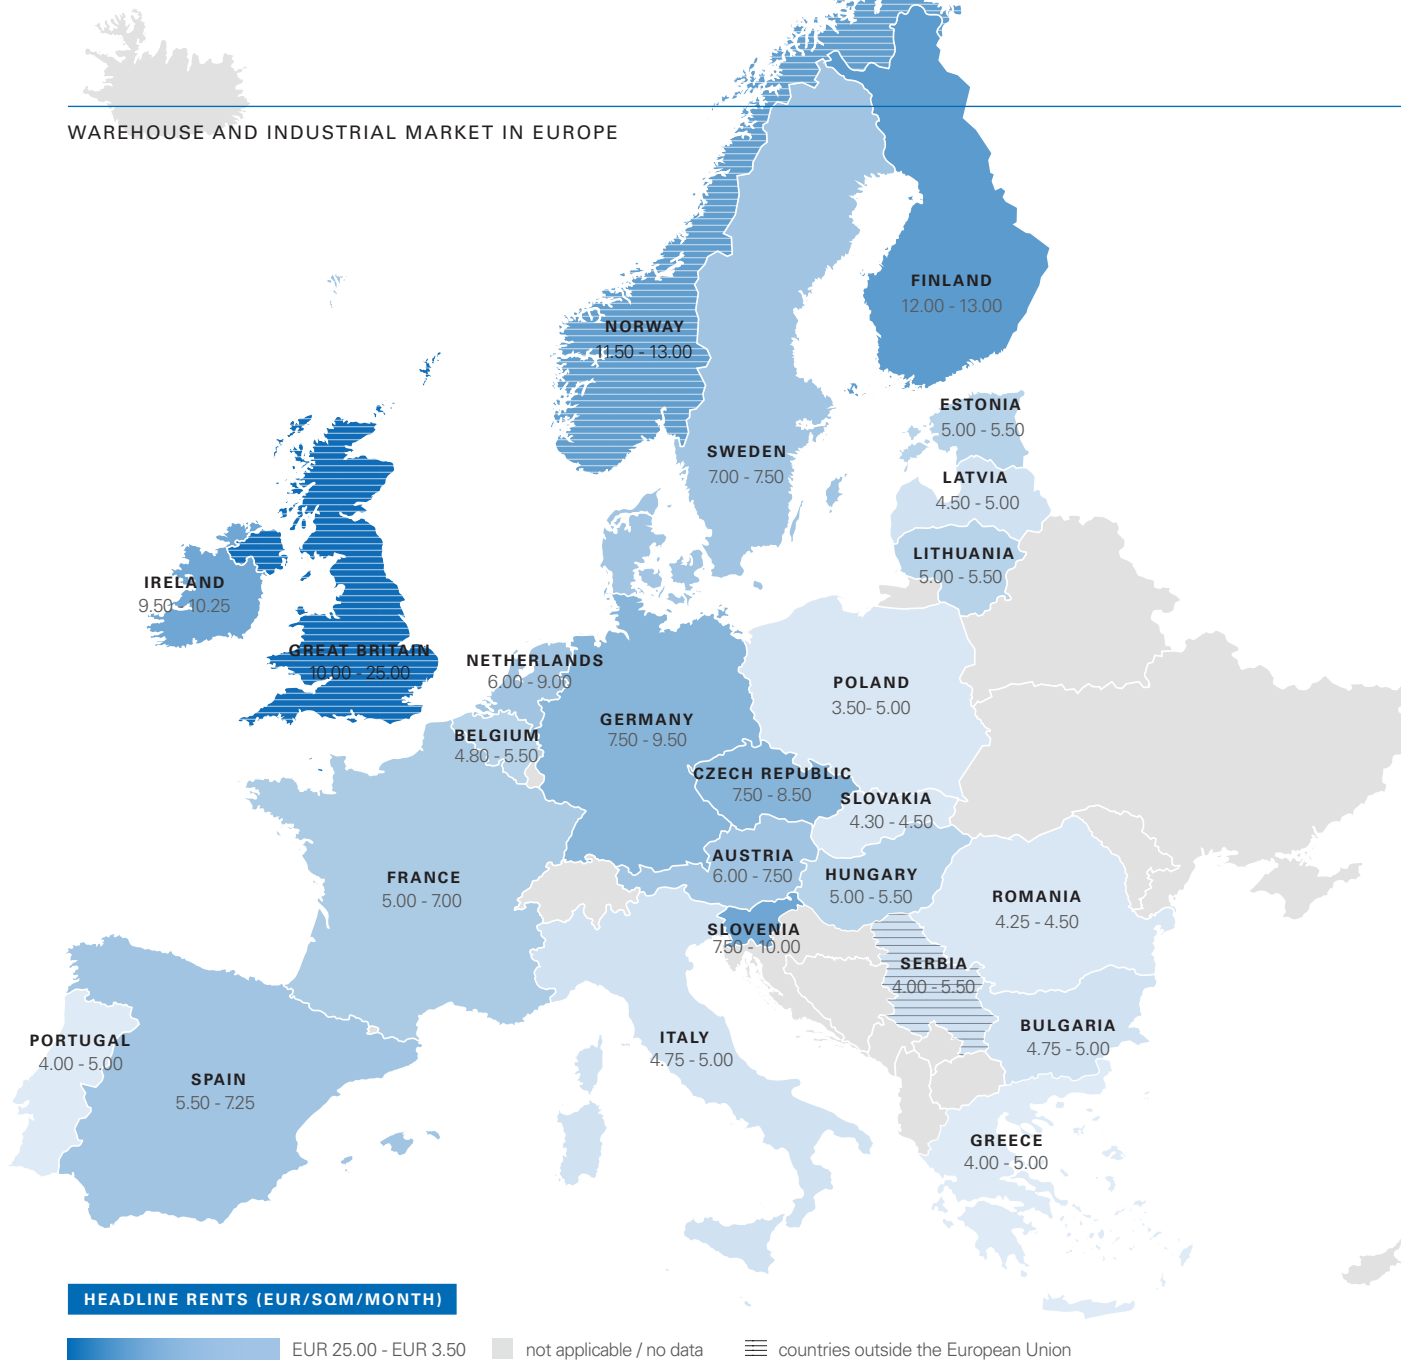 WAREHOUSE AND INDUSTRIAL MARKET IN EUROPE
FINLAND
12.00 - 13.00
NORWAY
11.50 - 13.00
ESTONIA
5.00 - 5.50
SWEDEN
7.00 - 7.50
LATVIA
4.50 - 5.00
LITHUANIA
5.00 - 5.50
IRELAND
9.50 - 10.25
GREAT BRITAIN
10.00 - 25.00
NETHERLANDS
6.00 - 9.00
POLAND
3.50- 5.00
GERMANY
7.50 - 9.50
BELGIUM
4.80 - 5.50
CZECH REPUBLIC
7.50 - 8.50
SLOVAKIA
4.30 - 4.50
AUSTRIA
6.00 - 7.50
HUNGARY
5.00 - 5.50
FRANCE
5.00 - 7.00
ROMANIA
4.25 - 4.50
SLOVENIA
7.50 - 10.00
SERBIA
4.00 - 5.50
BULGARIA
4.75 - 5.00
PORTUGAL
4.00 - 5.00
ITALY
4.75 - 5.00
SPAIN
5.50 - 7.25
GREECE
4.00 - 5.00
HEADLINE RENTS (EUR/SQM/MONTH)
EUR 25.00 - EUR 3.50
not applicable / no data
countries outside the European Union